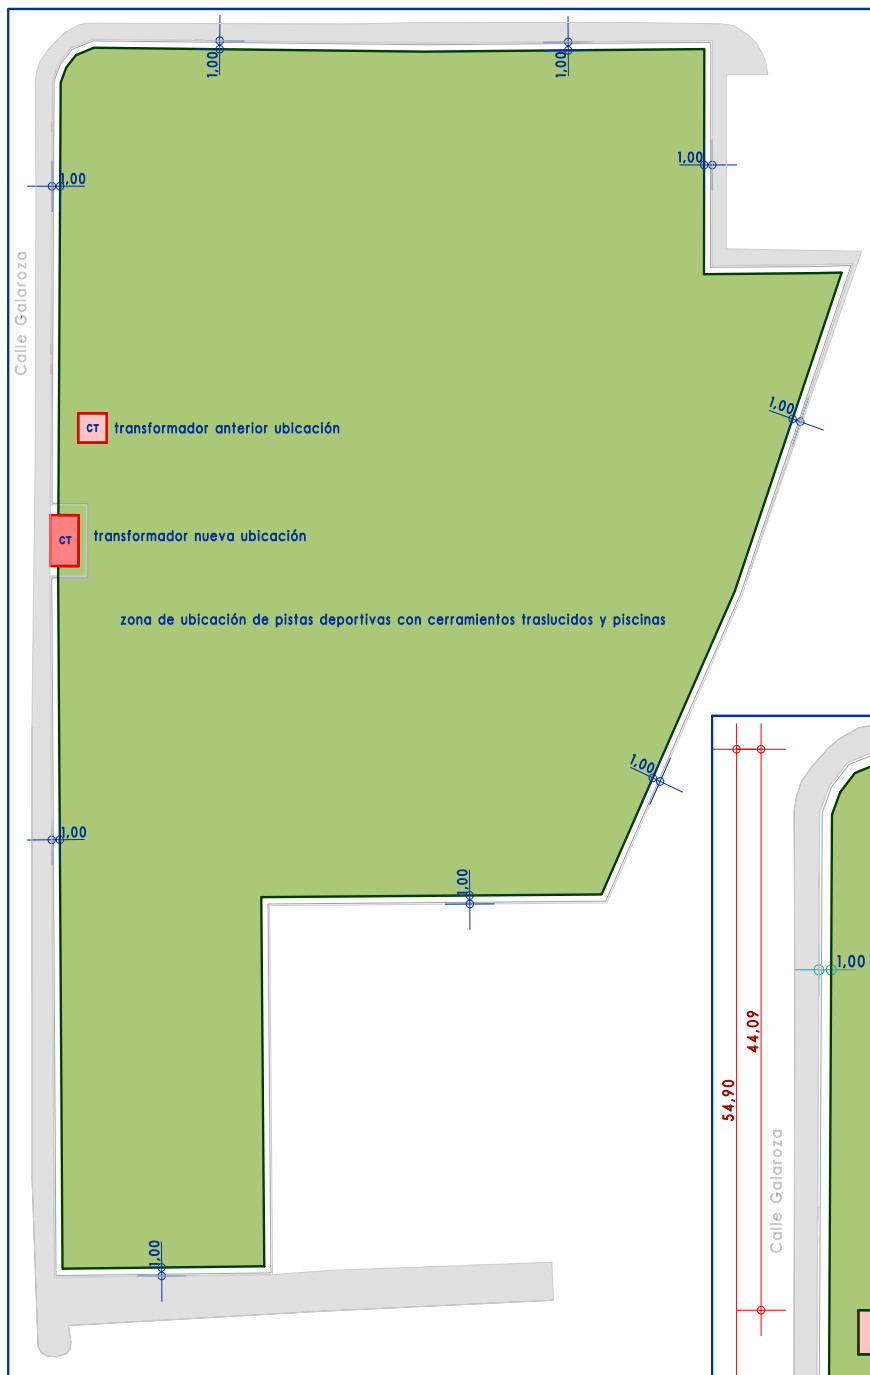 1,00
1,00
1,00
1,00
Calle Galaroza
1,00
CT
transformador anterior ubicación
CT
transformador nueva ubicación
zona de ubicación de pistas deportivas con cerramientos traslucidos y piscinas
1,00
1,00
1,00
1,00
1,00
44,09
54,90
Calle Galaroza
1,00